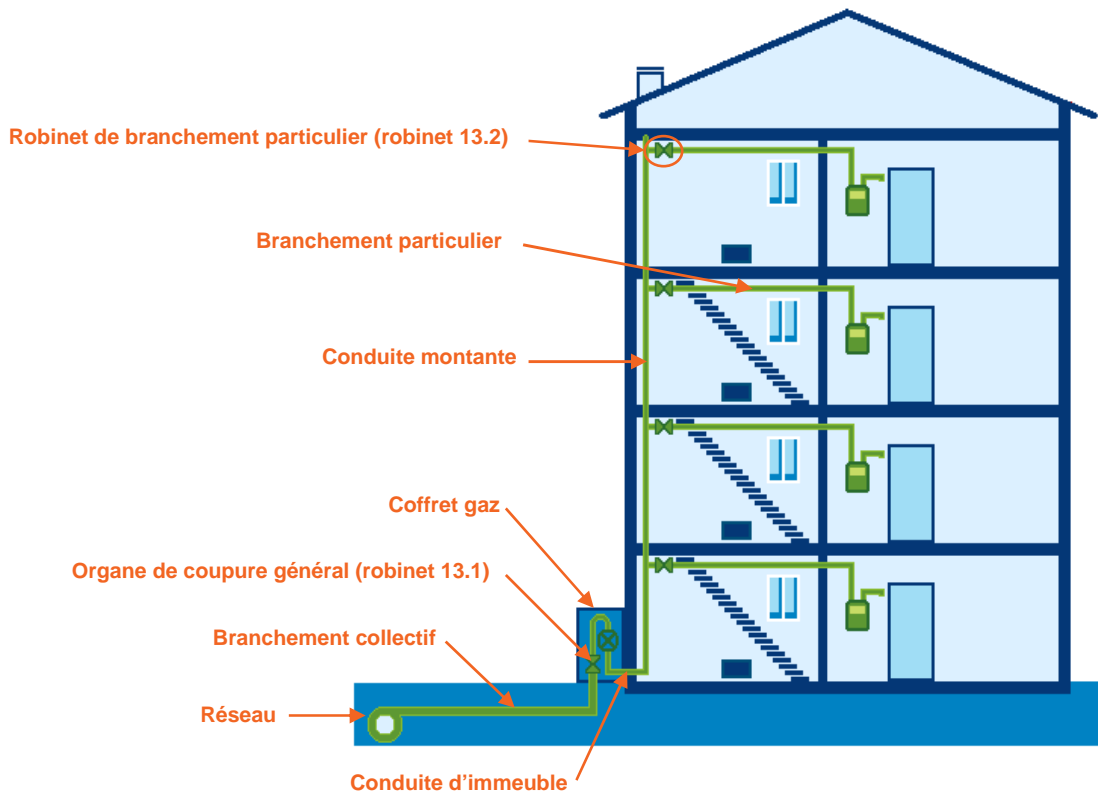 Robinet de branchement particulier (robinet 13.2)
Branchement particulier
Conduite montante
Coffret gaz
Organe de coupure général (robinet 13.1)
Branchement collectif
Réseau
Conduite d’immeuble